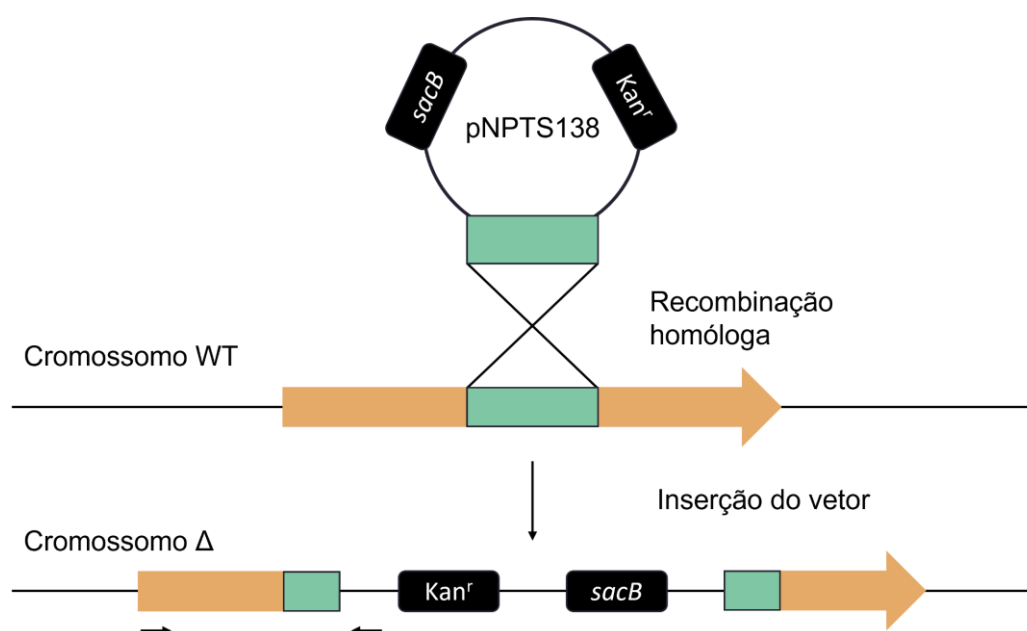 sacB
Kanr
pNPTS138
Recombinação
homóloga
Cromossomo WT
Inserção do vetor
Cromossomo Δ
Kanr
sacB